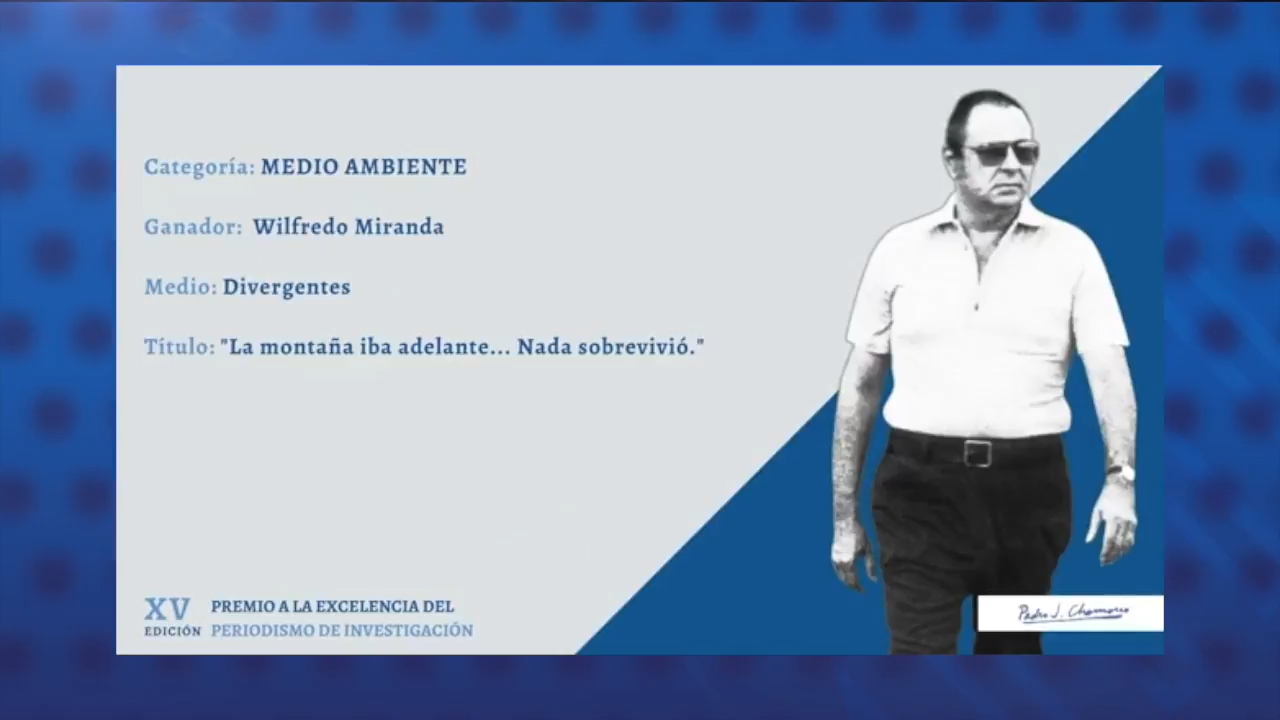 Categoría: MEDIO AMBIENTE
Ganador: Wilfredo Miranda
Medio: Divergentes
Título: "La montaña iba adelante... Nada sobrevivió."
XV EDICIÓN
PREMIO A LA EXCELENCIA DEL
PERIODISMO DE INVESTIGACIÓN
Pedro J. Chamorro